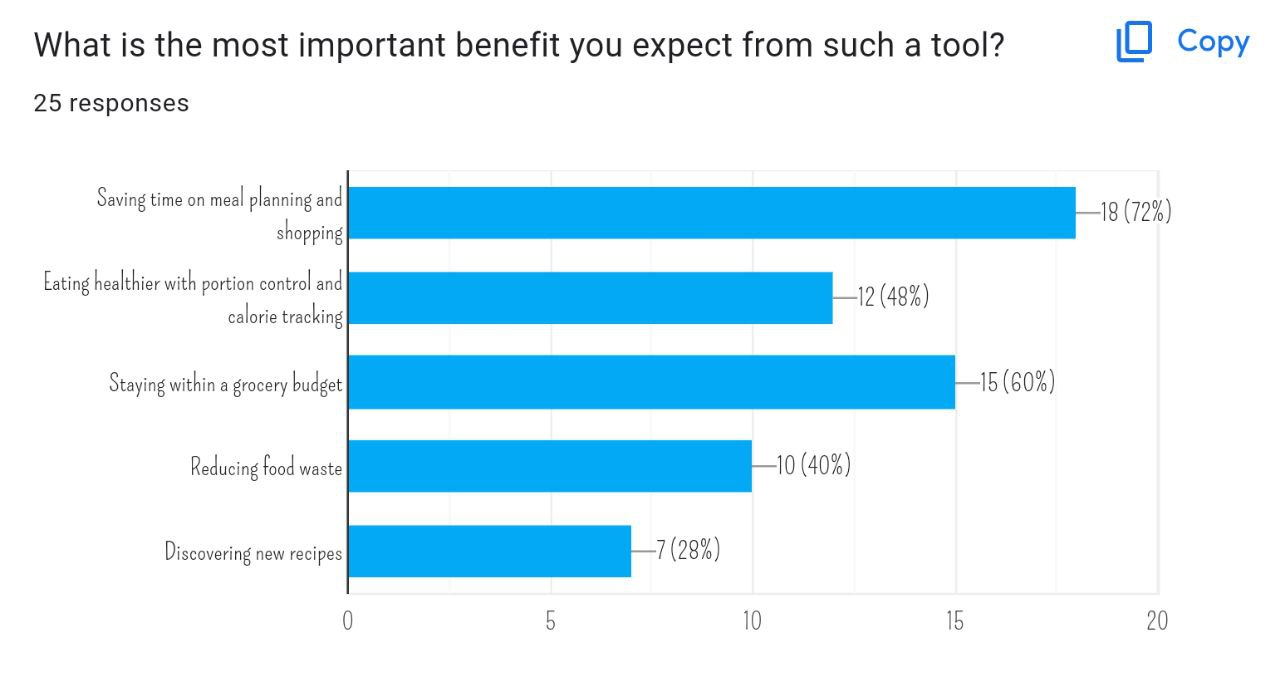 What is the most important benefit you expect from such a tool?
Copy
25 responses
Saving time on meal planning and
shopping
18 (72%)
Eating healthier with portion control and
calorie tracking
12 (48%)
Staying within a grocery budget
15 (60%)
Reducing food waste
10 (40%)
Discovering new recipes
7 (28%)
0 5 10 15 20